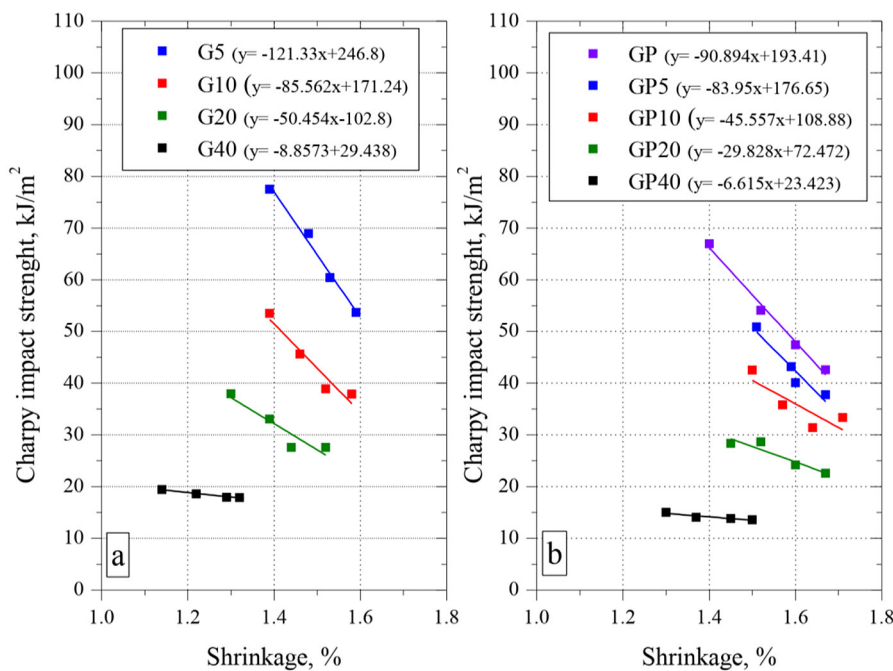 Charpy impact strenght, kJ/m²
110
100
90
80
70
60
50
40
30
20
10
0
G5 (y= -121.33x+246.8)
G10 (y= -85.562x+171.24)
G20 (y= -50.454x-102.8)
G40 (y= -8.8573+29.438)
a
1.0 1.2 1.4 1.6 1.8
Shrinkage, %
Charpy impact strenght, kJ/m²
110
100
90
80
70
60
50
40
30
20
10
0
GP (y= -90.894x+193.41)
GP5 (y= -83.95x+176.65)
GP10 (y= -45.557x+108.88)
GP20 (y= -29.828x+72.472)
GP40 (y= -6.615x+23.423)
b
1.0 1.2 1.4 1.6 1.8
Shrinkage, %